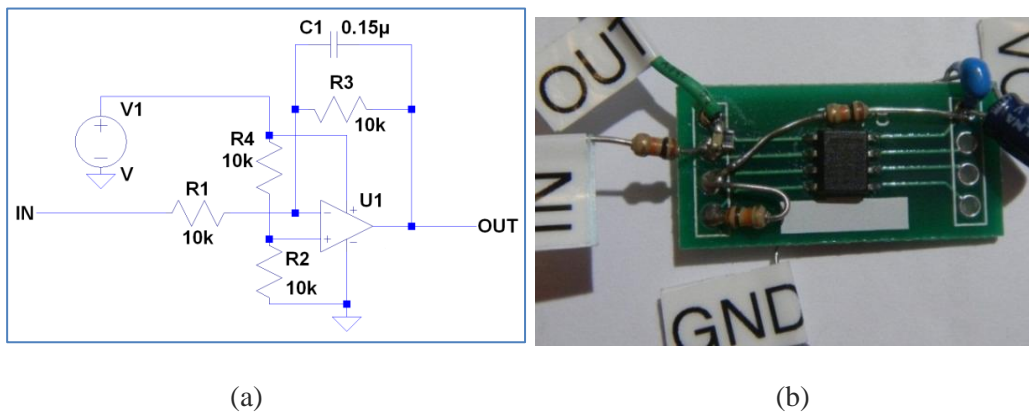 C1 0.15µ
R3
10k
V1
V
R4
10k
R1
10k
IN
U1
OUT
R2
10k
OUT
IN
GND
(a)
(b)